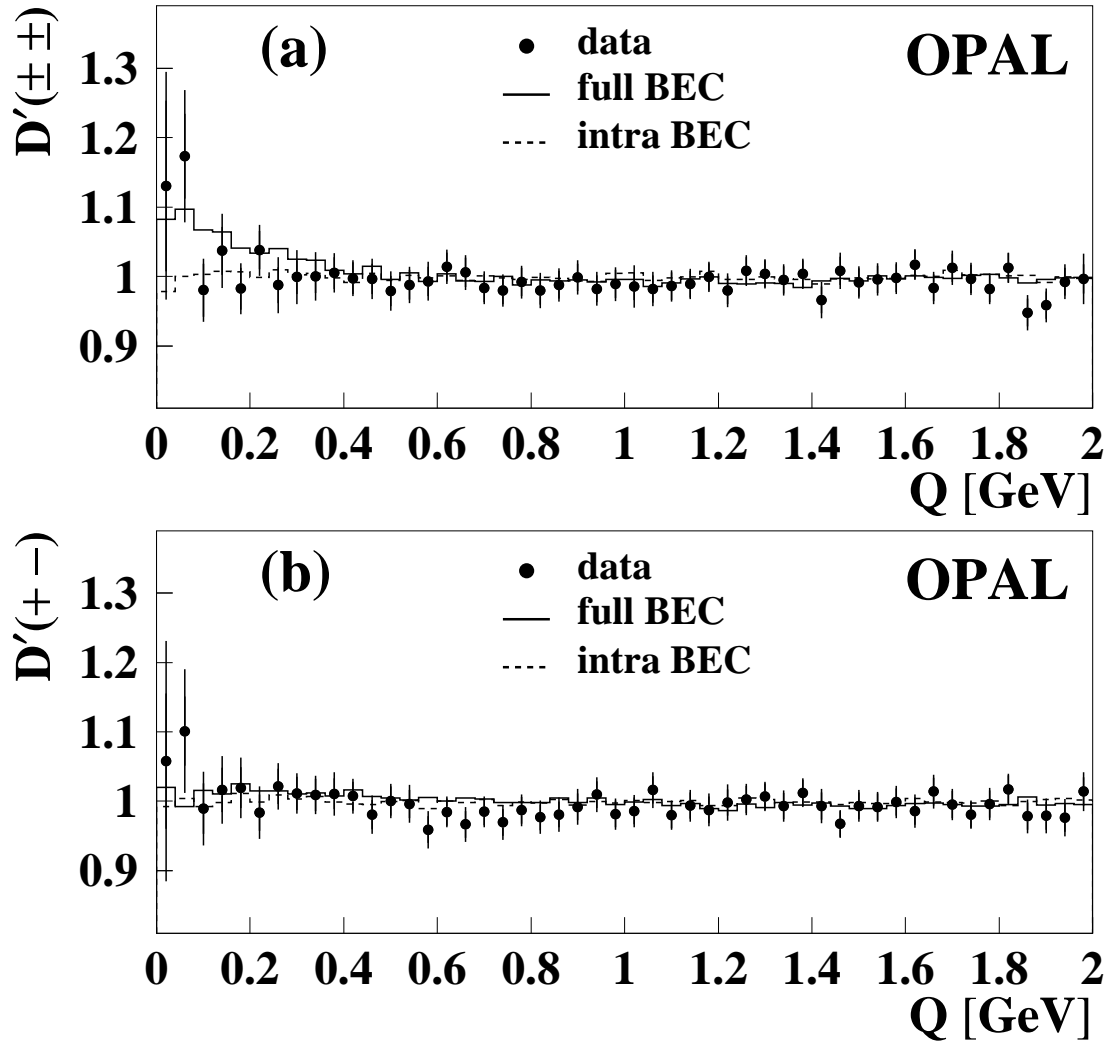 D′(± ±)
(a)
data
full BEC
intra BEC
OPAL
1.3
1.2
1.1
1
0.9
0 0.2 0.4 0.6 0.8 1 1.2 1.4 1.6 1.8 2
Q [GeV]
D′(+ −)
(b)
data
full BEC
intra BEC
OPAL
1.3
1.2
1.1
1
0.9
0 0.2 0.4 0.6 0.8 1 1.2 1.4 1.6 1.8 2
Q [GeV]